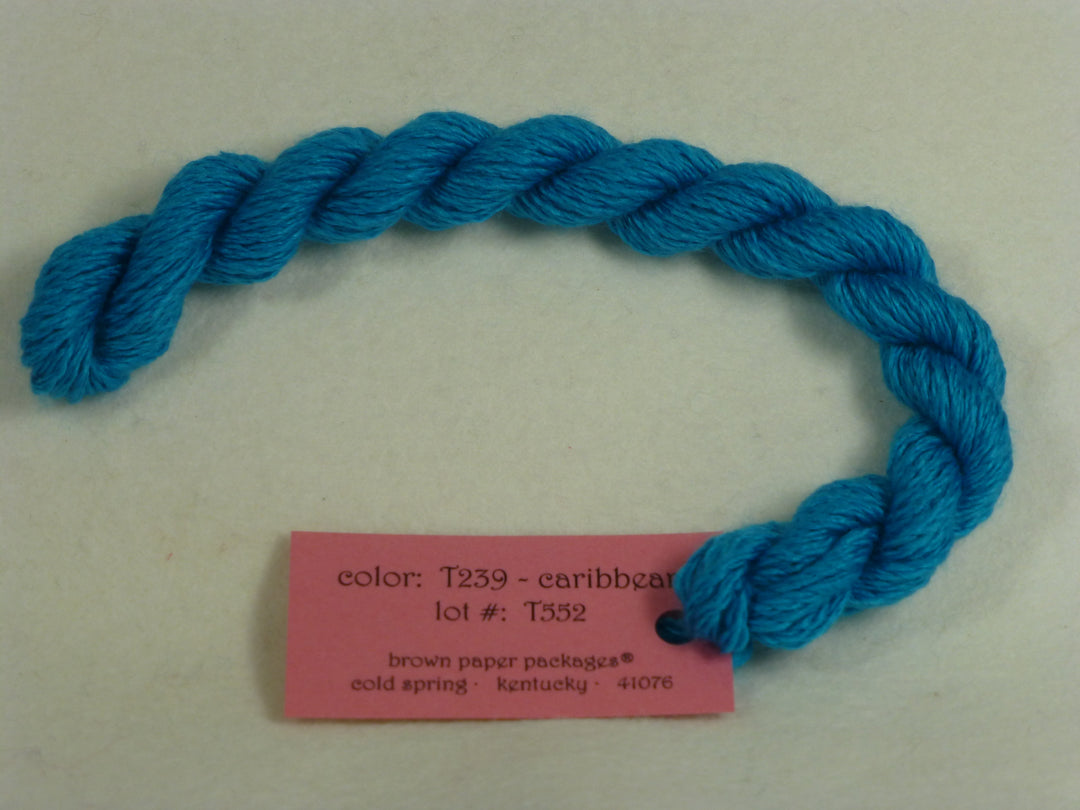 color: T239 - caribbean
lot #: T552
brown paper packages®
cold spring · kentucky · 41076